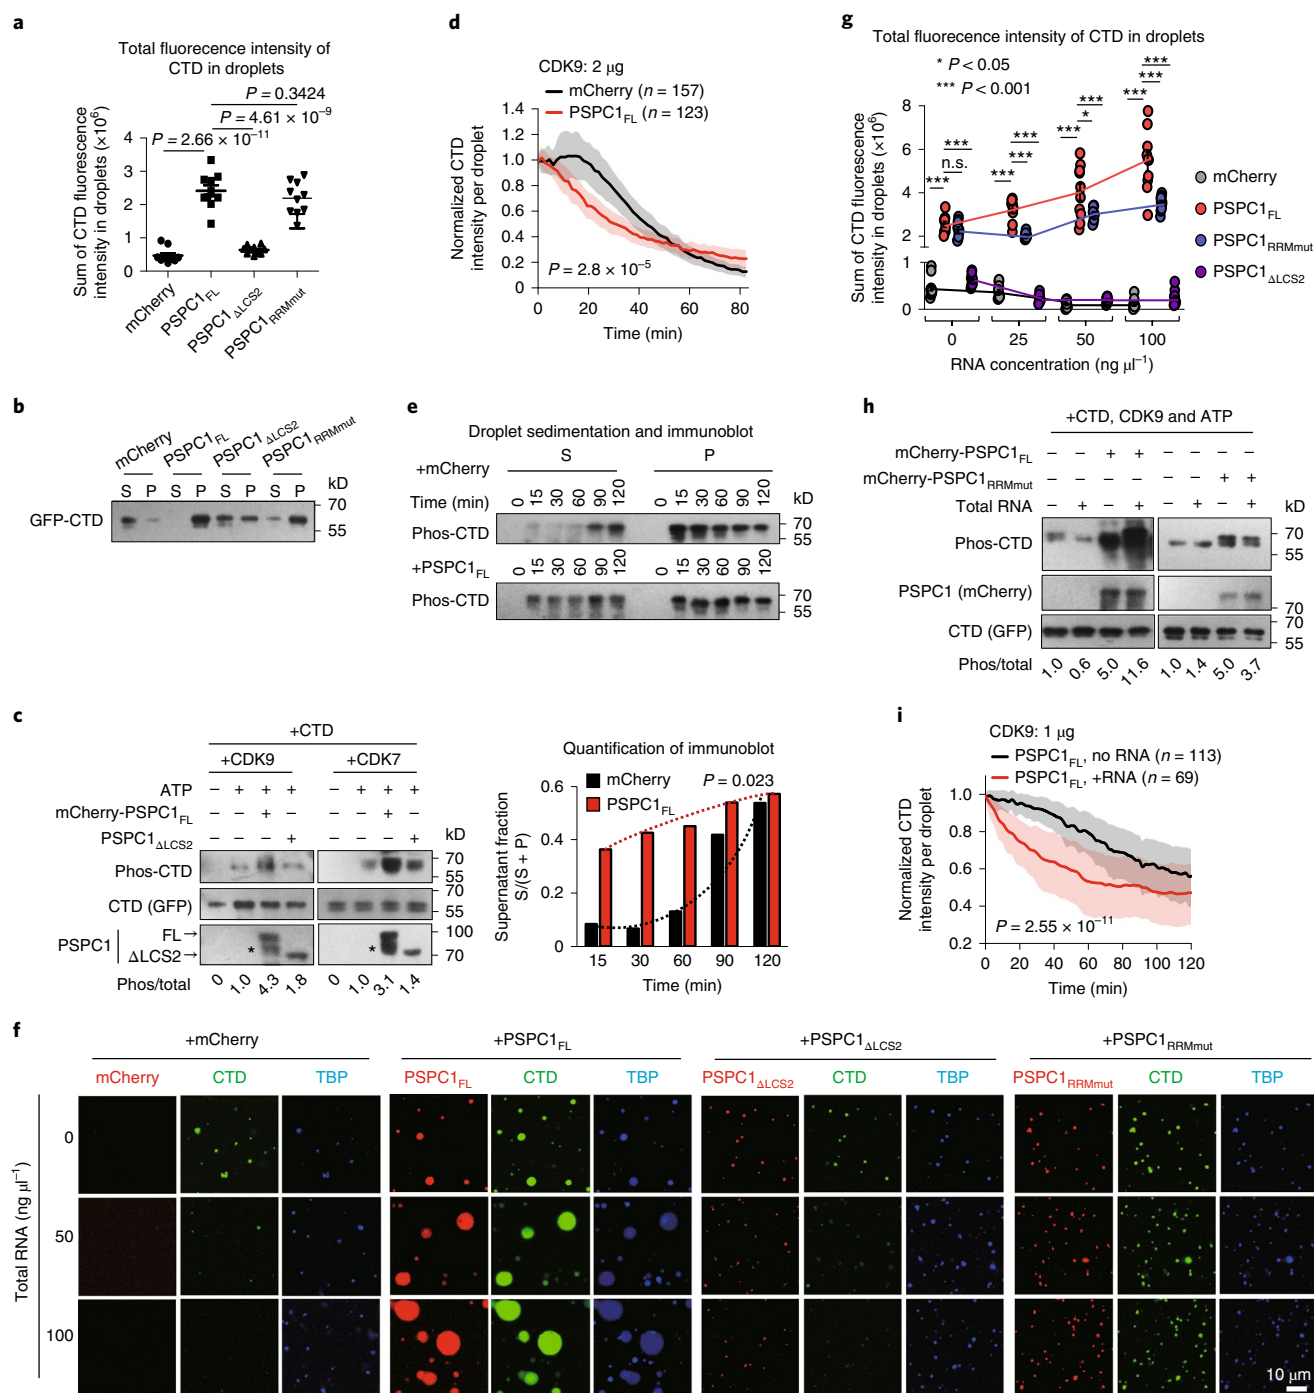 a
Total fluorecence intensity of
CTD in droplets
P = 0.3424
P = 4.61 × 10⁻⁹
P = 2.66 × 10⁻¹¹
Sum of CTD fluorescence
intensity in droplets (×10⁶)
4
3
2
1
0
mCherry
PSPC1FL
PSPC1ΔLCS2
PSPC1RRMmut
b
mCherry
PSPC1FL
PSPC1ΔLCS2
PSPC1RRMmut
S P S P S P S P
kD
GFP-CTD
70
55
c
+CTD
+CDK9 +CDK7
ATP – + + + – + + +
mCherry-PSPC1FL – – + – – – + –
PSPC1ΔLCS2 – – – + – – – +
kD
Phos-CTD
70
55
CTD (GFP)
70
55
PSPC1
FL→
ΔLCS2→
*
*
100
70
Phos/total 0 1.0 4.3 1.8 0 1.0 3.1 1.4
d
CDK9: 2 μg
mCherry (n = 157)
PSPC1FL (n = 123)
Normalized CTD
intensity per droplet
1.4
1.2
1.0
0.8
0.6
0.4
0.2
0
P = 2.8 × 10⁻⁵
0 20 40 60 80
Time (min)
e
Droplet sedimentation and immunoblot
S P
+mCherry
Time (min) 0 15 30 60 90 120 0 15 30 60 90 120
kD
Phos-CTD
70
55
+PSPC1FL 0 15 30 60 90 120 0 15 30 60 90 120
Phos-CTD
70
55
Quantification of immunoblot
mCherry
PSPC1FL
P = 0.023
Supernatant fraction
S/(S + P)
0.6
0.4
0.2
0
15 30 60 90 120
Time (min)
f
+mCherry +PSPC1FL +PSPC1ΔLCS2 +PSPC1RRMmut
mCherry CTD TBP PSPC1FL CTD TBP PSPC1ΔLCS2 CTD TBP PSPC1RRMmut CTD TBP
Total RNA (ng μl⁻¹)
0
50
100
10 μm
g
Total fluorecence intensity of CTD in droplets
* P < 0.05
*** P < 0.001
Sum of CTD fluorescence
intensity in droplets (×10⁶)
8
6
4
2
1
0
***
n.s.
***
***
***
***
***
*
***
***
***
***
mCherry
PSPC1FL
PSPC1RRMmut
PSPC1ΔLCS2
0 25 50 100
RNA concentration (ng μl⁻¹)
h
+CTD, CDK9 and ATP
mCherry-PSPC1FL – – + + – – – –
mCherry-PSPC1RRMmut – – – – – – + +
Total RNA – + – + – + – +
kD
Phos-CTD
70
55
PSPC1 (mCherry)
70
CTD (GFP)
70
55
Phos/total 1.0 0.6 5.0 11.6 1.0 1.4 5.0 3.7
i
CDK9: 1 μg
PSPC1FL, no RNA (n = 113)
PSPC1FL, +RNA (n = 69)
Normalized CTD
intensity per droplet
1.0
0.8
0.6
0.4
0.2
P = 2.55 × 10⁻¹¹
0 20 40 60 80 100 120
Time (min)